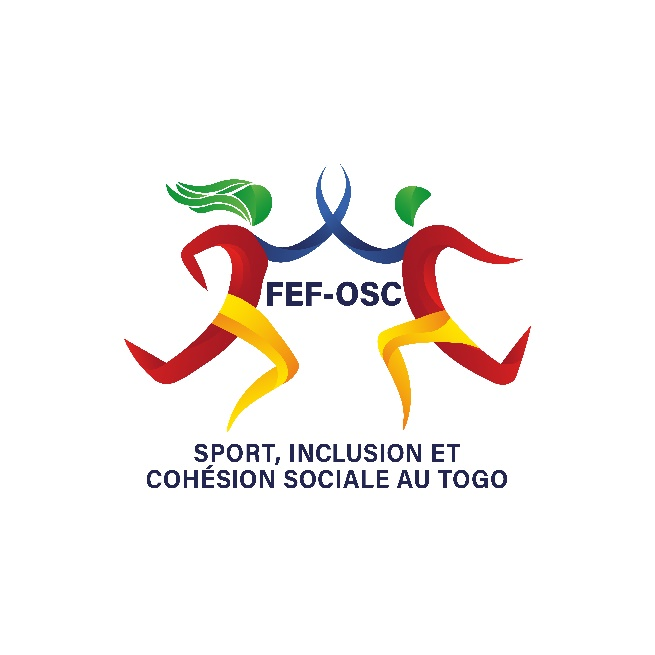 FEF-OSC
SPORT, INCLUSION ET
COHÉSION SOCIALE AU TOGO